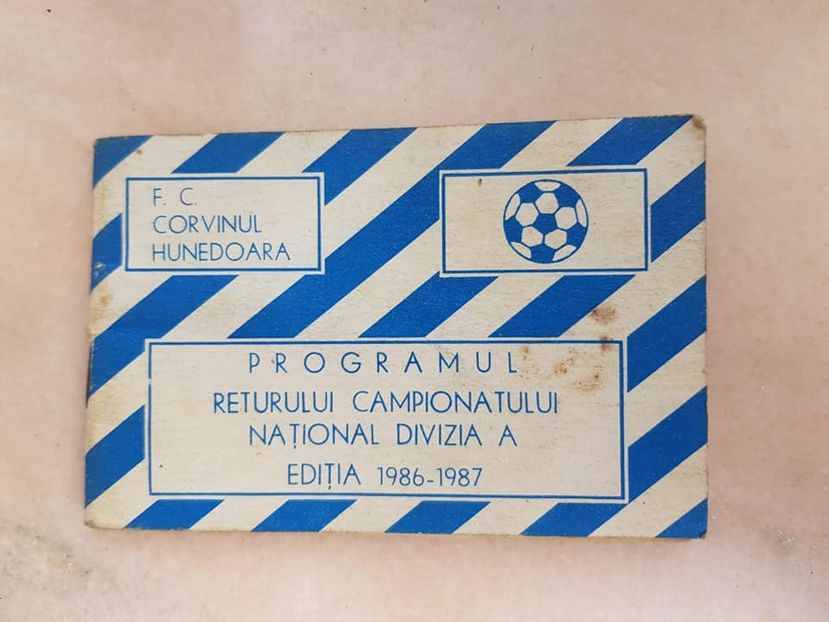 F. C.
CORVINUL
HUNEDOARA
PROGRAMUL
RETURULUI CAMPIONATULUI
NAȚIONAL DIVIZIA A
EDIȚIA 1986-1987